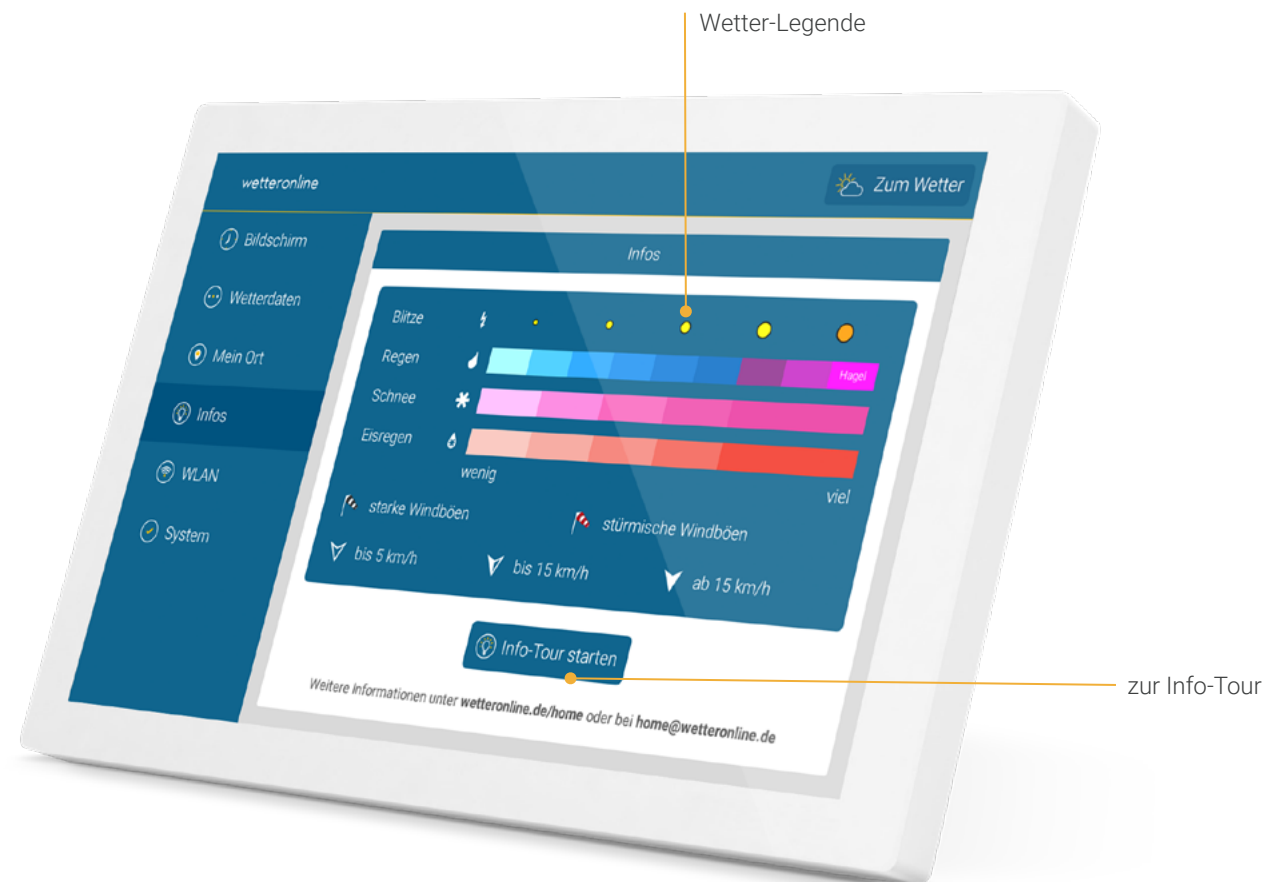 Wetter-Legende
wetteronline
Zum Wetter
Bildschirm
Wetterdaten
Mein Ort
Infos
WLAN
System
Infos
Blitze
Regen
Hagel
Schnee
Eisregen
wenig
viel
starke Windböen
stürmische Windböen
bis 5 km/h
bis 15 km/h
ab 15 km/h
Info-Tour starten
zur Info-Tour
Weitere Informationen unter wetteronline.de/home oder bei home@wetteronline.de